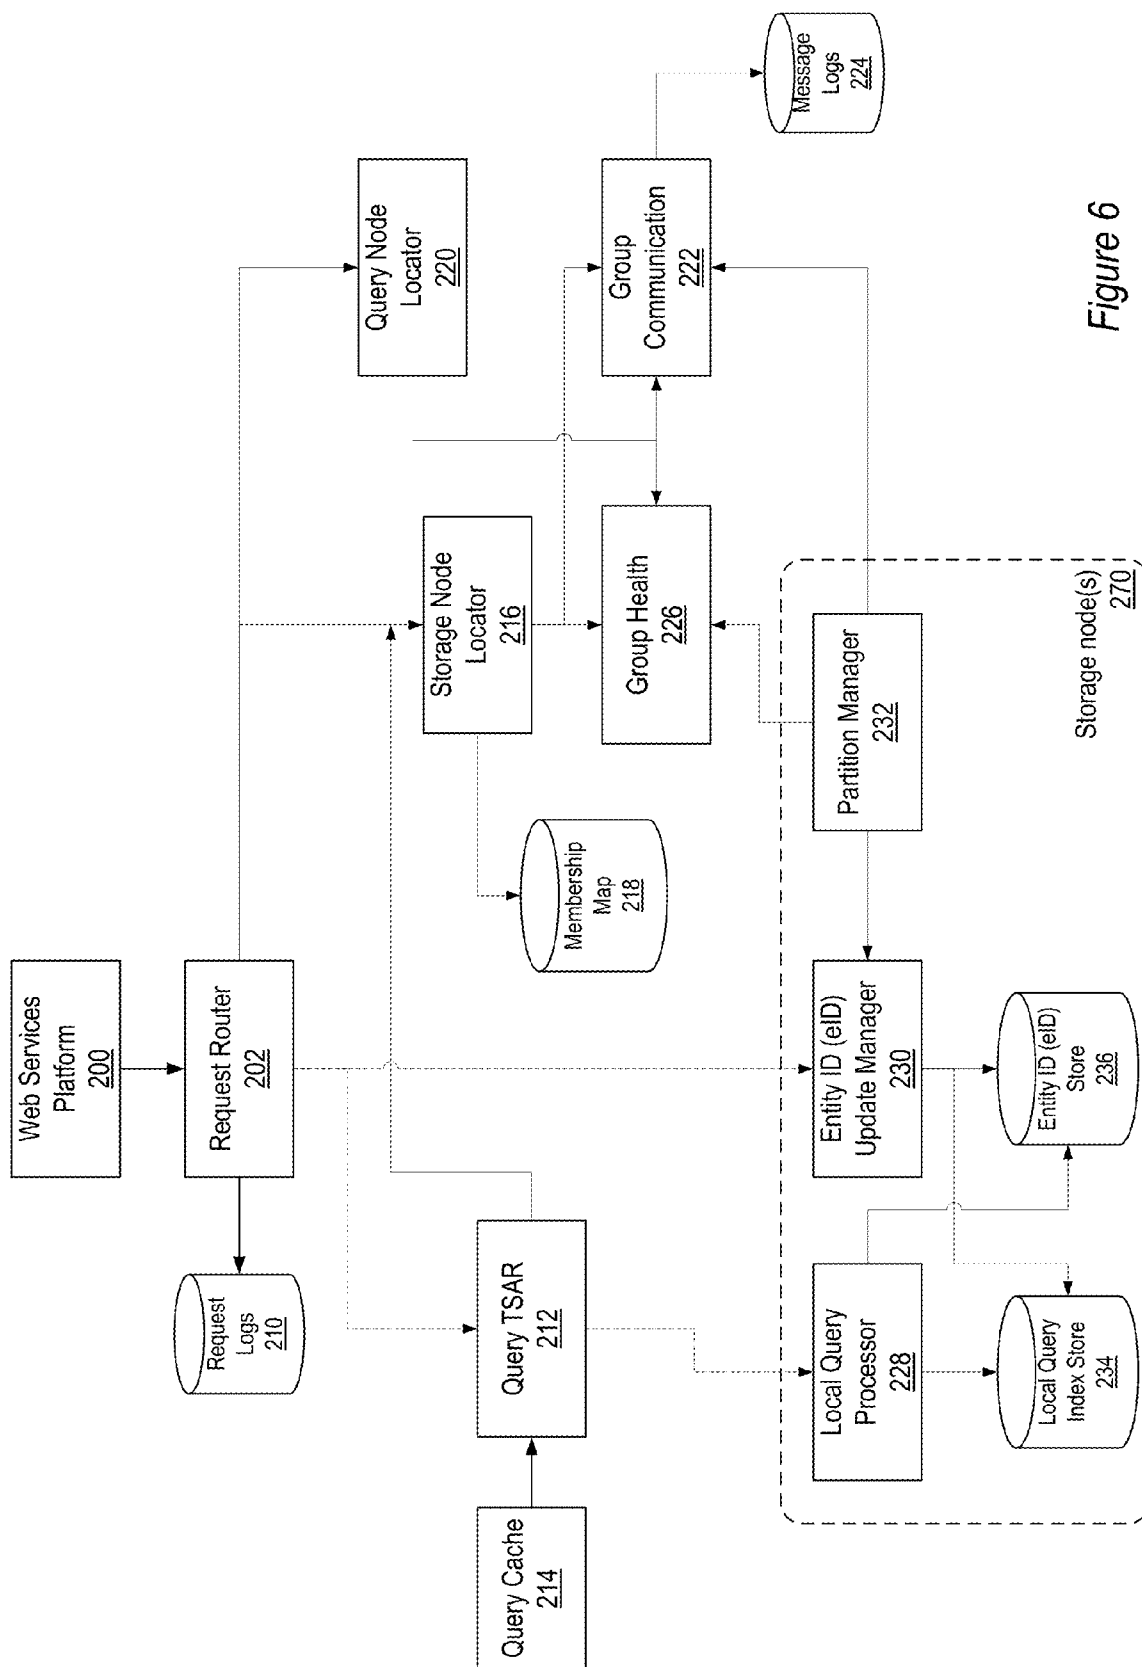 Web Services
Platform
200
Request Router
202
Request
Logs
210
Query Node
Locator
220
Query TSAR
212
Query Cache
214
Storage Node
Locator
216
Membership
Map
218
Group Health
226
Group
Communication
222
Message
Logs
224
Local Query
Processor
228
Entity ID (eID)
Update Manager
230
Partition Manager
232
Local Query
Index Store
234
Entity ID (eID)
Store
236
Storage node(s)
270
Figure 6